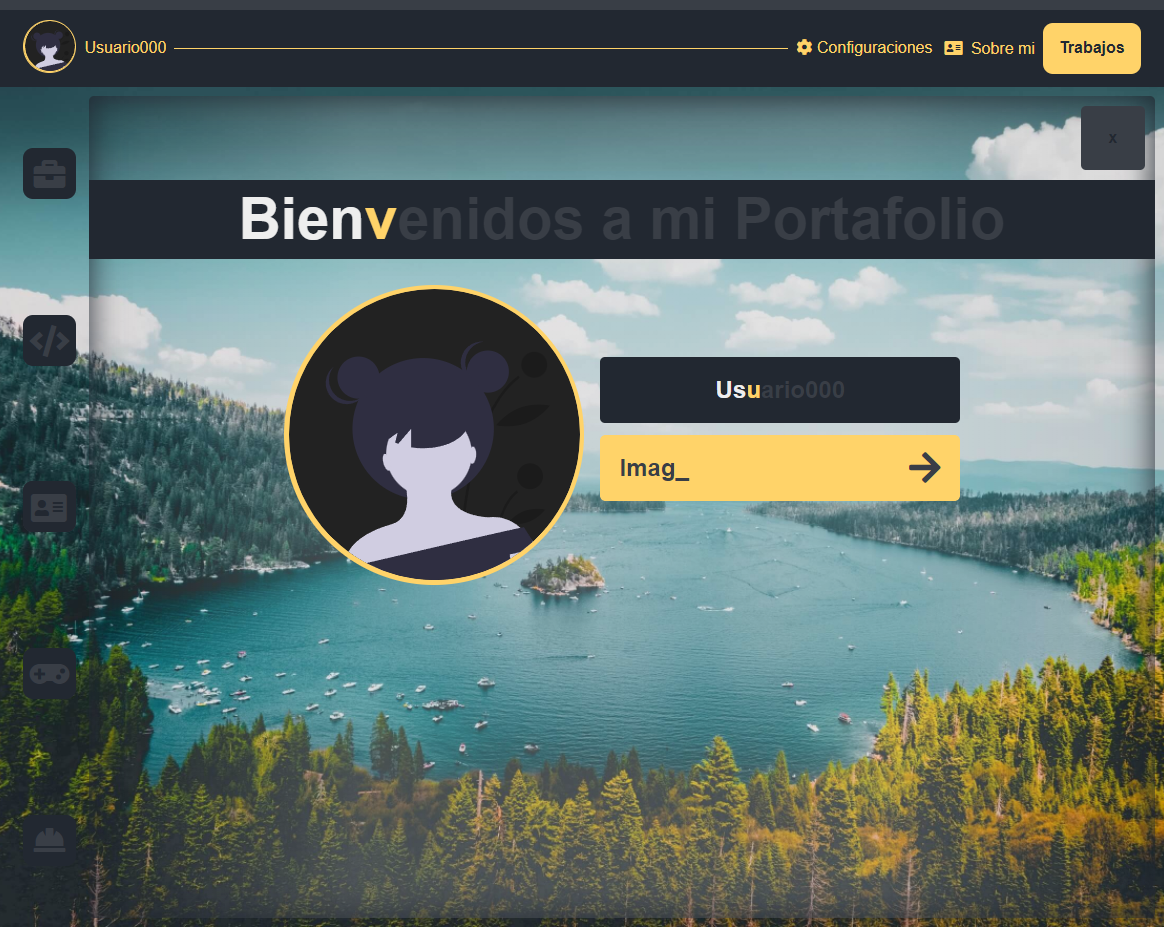 Usuario000
Configuraciones
Sobre mi
Trabajos
x
Bienvenidos a mi Portafolio
Usuario000
Imag_